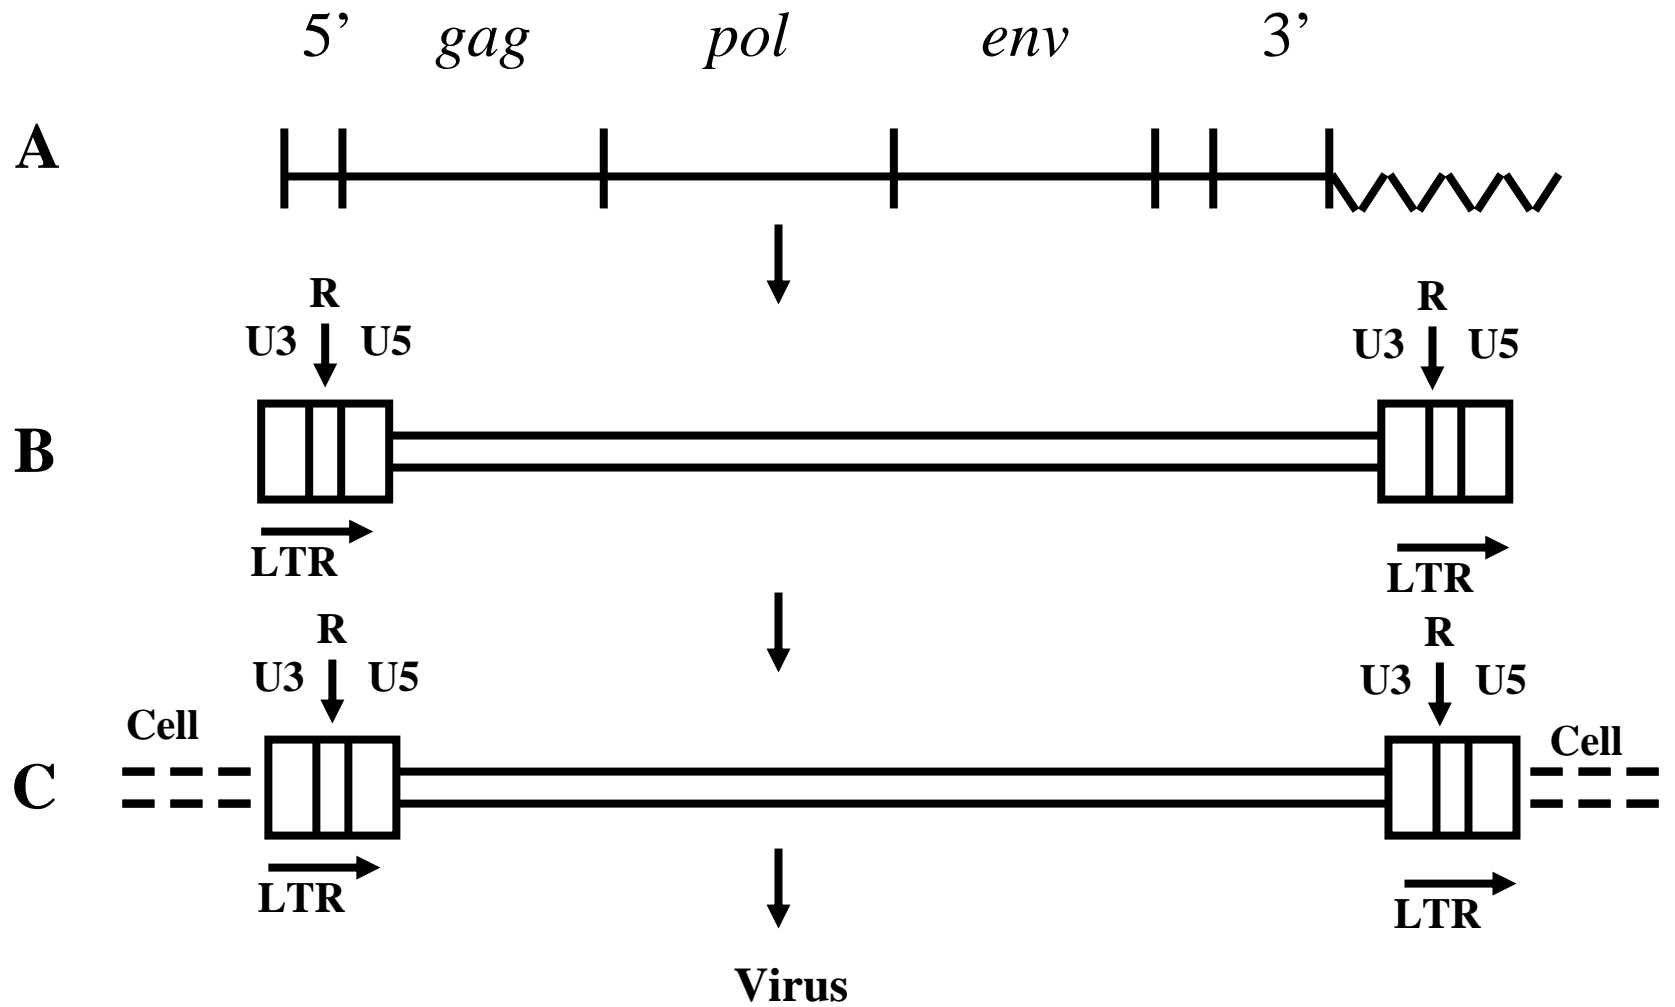 5’ gag pol env 3’
A
R R
U3 U5 U3 U5
B
LTR LTR
R R
U3 U5 U3 U5
Cell Cell
C
LTR LTR
Virus